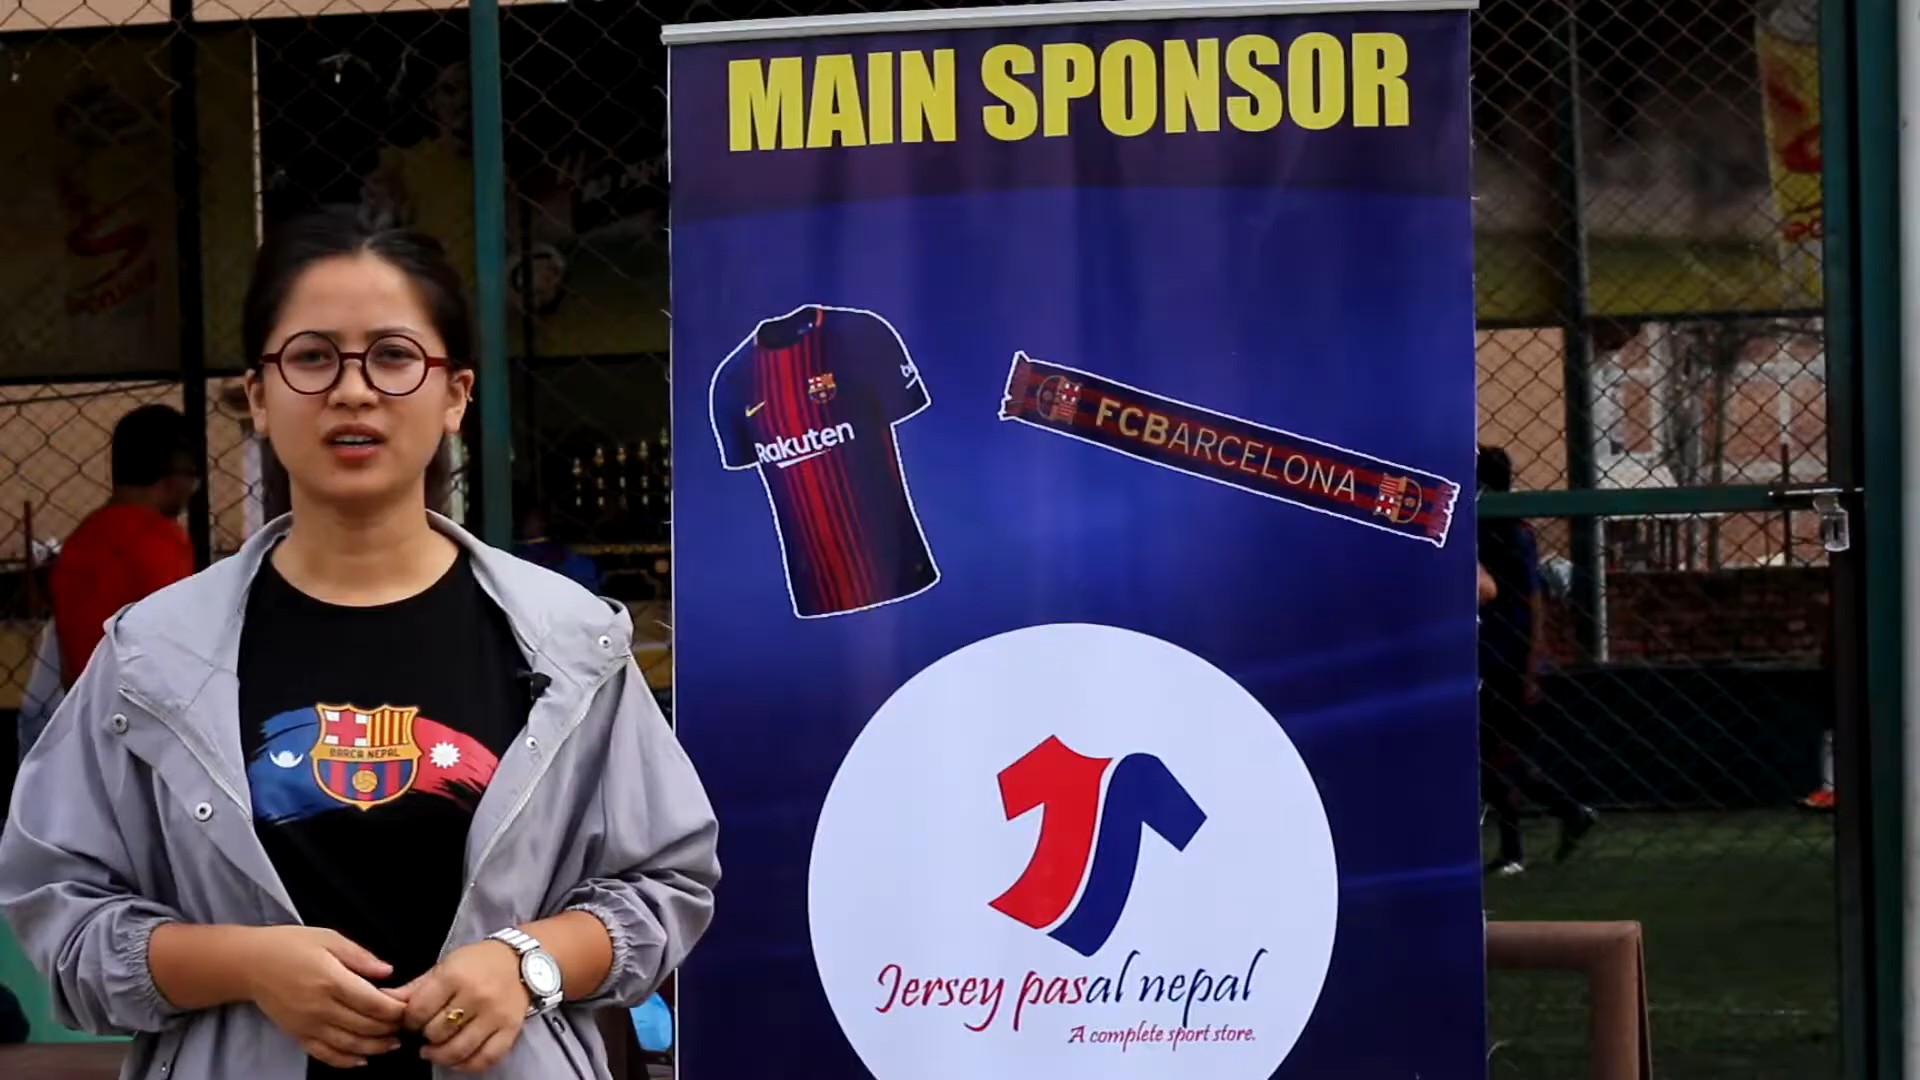 MAIN SPONSOR
Rakuten
FCBARCELONA
BARCA NEPAL
Jersey pasal nepal
A complete sport store.